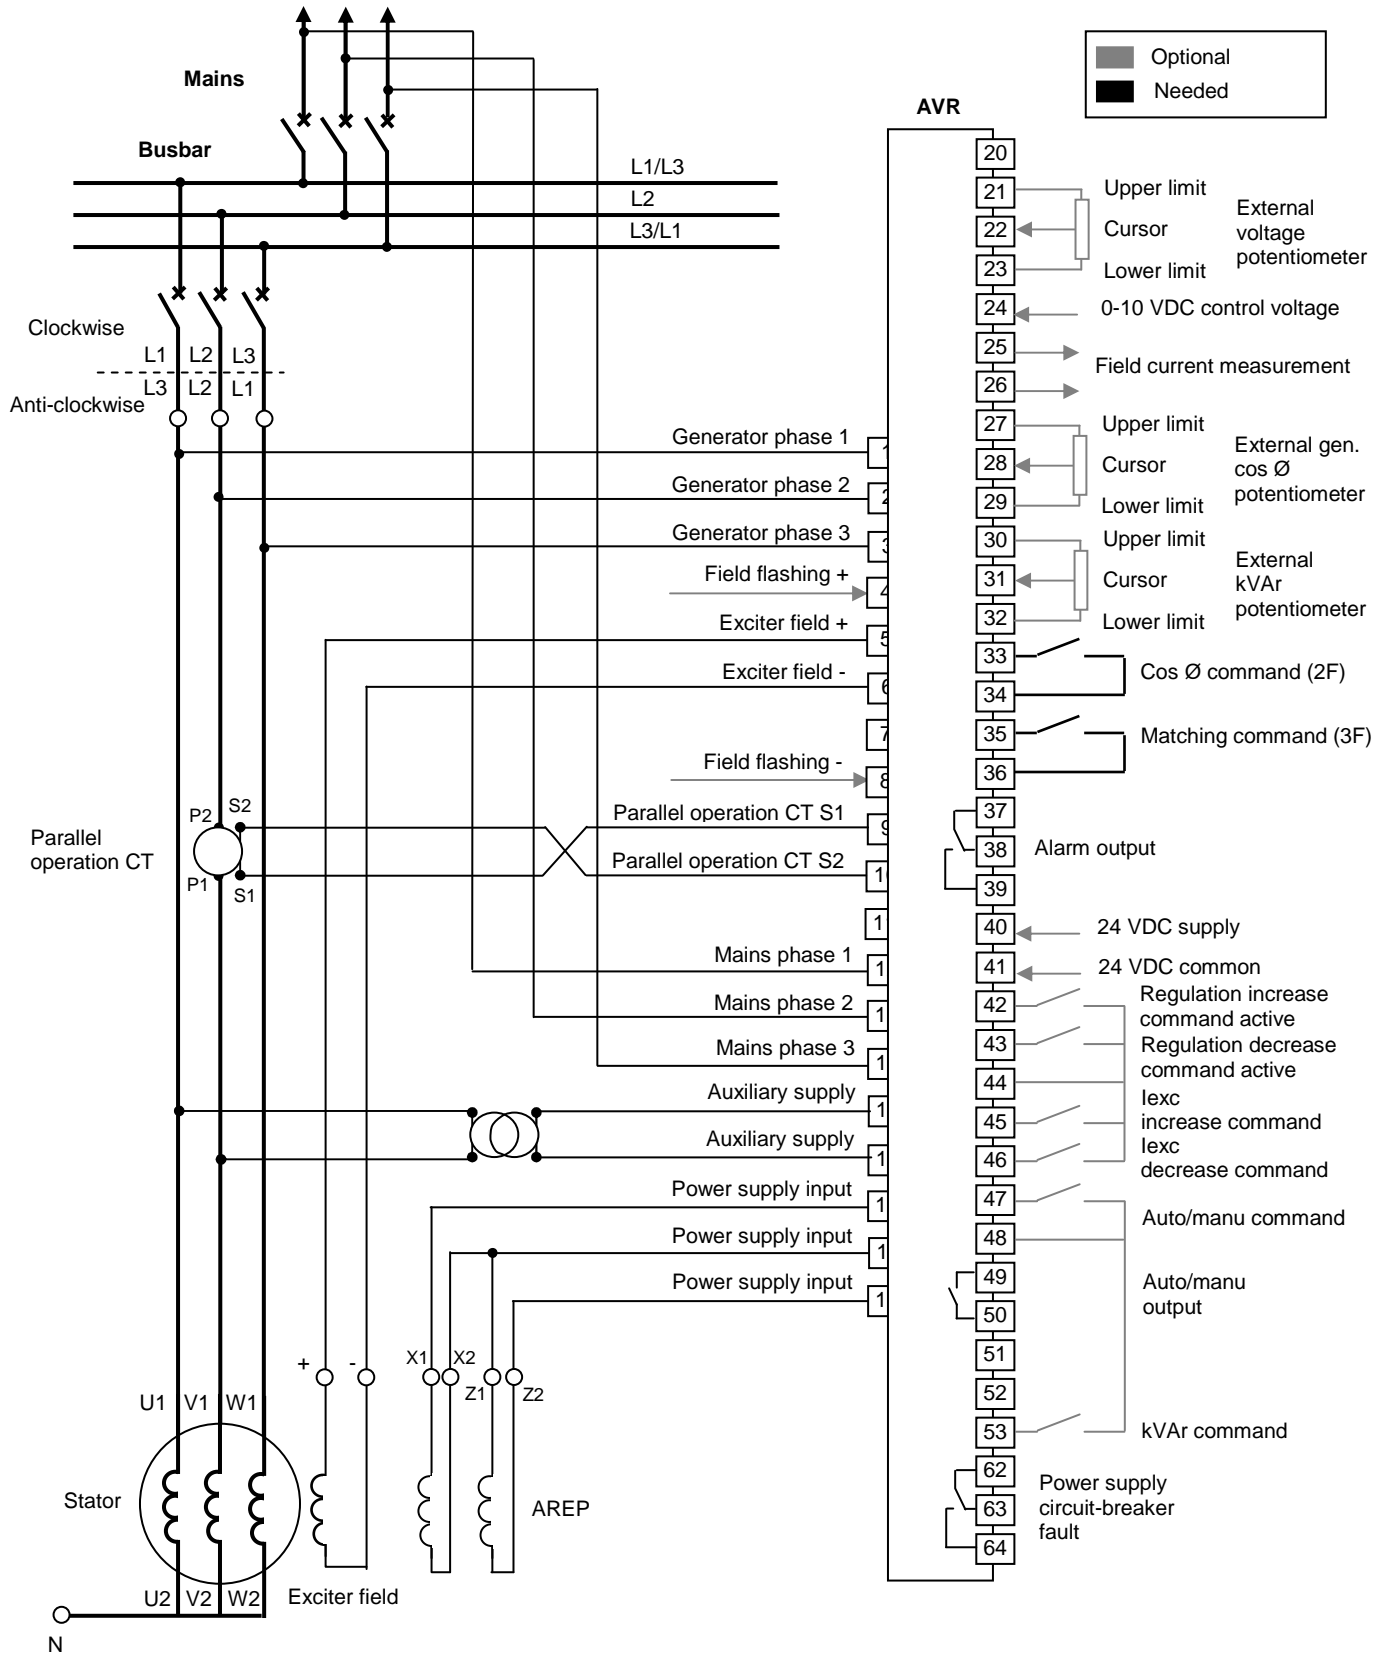 Optional
Needed
Mains
AVR
Busbar
L1/L3
L2
L3/L1
Clockwise
L1 L2 L3
L3 L2 L1
Anti-clockwise
Generator phase 1
1
Generator phase 2
2
Generator phase 3
3
Field flashing +
4
Exciter field +
5
Exciter field -
6
7
Field flashing -
8
Parallel operation CT S1
9
Parallel operation CT S2
1
1
Mains phase 1
1
Mains phase 2
1
Mains phase 3
1
Auxiliary supply
1
Auxiliary supply
1
Power supply input
1
Power supply input
1
Power supply input
1
P2 S2
Parallel
operation CT
P1 S1
20
21
Upper limit
22
Cursor
23
Lower limit
External
voltage
potentiometer
24
0-10 VDC control voltage
25
26
Field current measurement
27
Upper limit
28
Cursor
29
Lower limit
External gen.
cos Ø
potentiometer
30
Upper limit
31
Cursor
32
Lower limit
External
kVAr
potentiometer
33
34
Cos Ø command (2F)
35
36
Matching command (3F)
37
38
39
Alarm output
40
24 VDC supply
41
24 VDC common
42
Regulation increase
command active
43
Regulation decrease
command active
44
45
Iexc
increase command
46
Iexc
decrease command
47
48
Auto/manu command
49
50
Auto/manu
output
51
52
53
kVAr command
62
63
64
Power supply
circuit-breaker
fault
+ -
X1 X2
Z1 Z2
U1 V1 W1
Stator
AREP
U2 V2 W2
Exciter field
N